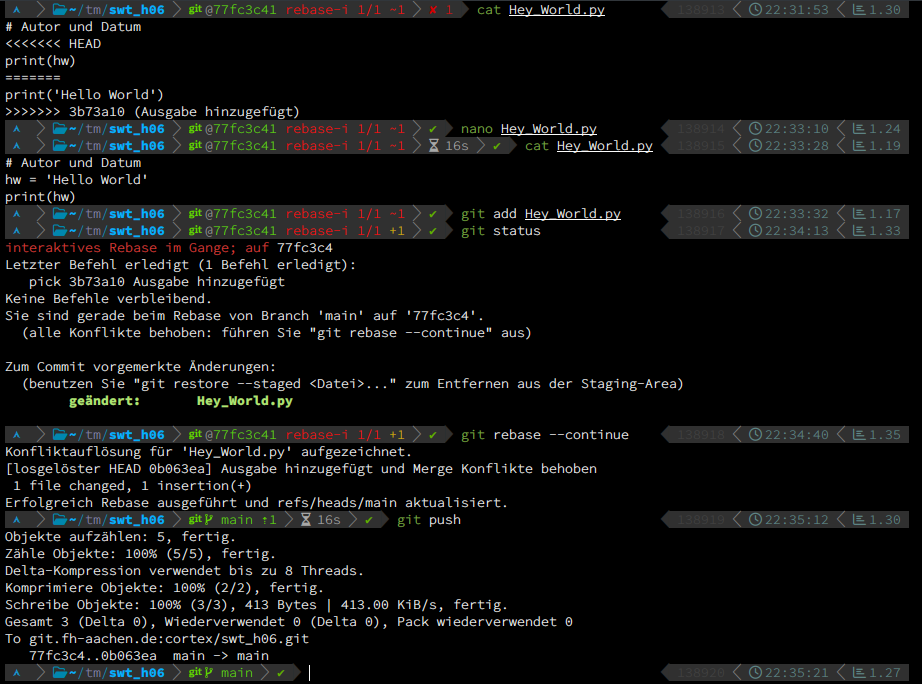 ~/tm/swt_h06 git @77fc3c41 rebase-i 1/1 ~1 ✘ 1 cat Hey_World.py 138913 22:31:53 1.30
# Autor und Datum
<<<<<<< HEAD
print(hw)
=======
print('Hello World')
>>>>>>> 3b73a10 (Ausgabe hinzugefügt)
~/tm/swt_h06 git @77fc3c41 rebase-i 1/1 ~1 ✔ nano Hey_World.py 138914 22:33:10 1.24
~/tm/swt_h06 git @77fc3c41 rebase-i 1/1 ~1 16s ✔ cat Hey_World.py 138915 22:33:28 1.19
# Autor und Datum
hw = 'Hello World'
print(hw)
~/tm/swt_h06 git @77fc3c41 rebase-i 1/1 ~1 ✔ git add Hey_World.py 138916 22:33:32 1.17
~/tm/swt_h06 git @77fc3c41 rebase-i 1/1 +1 ✔ git status 138917 22:34:13 1.33
interaktives Rebase im Gange; auf 77fc3c4
Letzter Befehl erledigt (1 Befehl erledigt):
   pick 3b73a10 Ausgabe hinzugefügt
Keine Befehle verbleibend.
Sie sind gerade beim Rebase von Branch 'main' auf '77fc3c4'.
  (alle Konflikte behoben: führen Sie "git rebase --continue" aus)
Zum Commit vorgemerkte Änderungen:
  (benutzen Sie "git restore --staged <Datei>..." zum Entfernen aus der Staging-Area)
        geändert:       Hey_World.py
~/tm/swt_h06 git @77fc3c41 rebase-i 1/1 +1 ✔ git rebase --continue 138918 22:34:40 1.35
Konfliktauflösung für 'Hey_World.py' aufgezeichnet.
[losgelöster HEAD 0b063ea] Ausgabe hinzugefügt und Merge Konflikte behoben
 1 file changed, 1 insertion(+)
Erfolgreich Rebase ausgeführt und refs/heads/main aktualisiert.
~/tm/swt_h06 git main ↑1 16s ✔ git push 138919 22:35:12 1.30
Objekte aufzählen: 5, fertig.
Zähle Objekte: 100% (5/5), fertig.
Delta-Kompression verwendet bis zu 8 Threads.
Komprimiere Objekte: 100% (2/2), fertig.
Schreibe Objekte: 100% (3/3), 413 Bytes | 413.00 KiB/s, fertig.
Gesamt 3 (Delta 0), Wiederverwendet 0 (Delta 0), Pack wiederverwendet 0
To git.fh-aachen.de:cortex/swt_h06.git
   77fc3c4..0b063ea  main -> main
~/tm/swt_h06 git main ✔ 138920 22:35:21 1.27